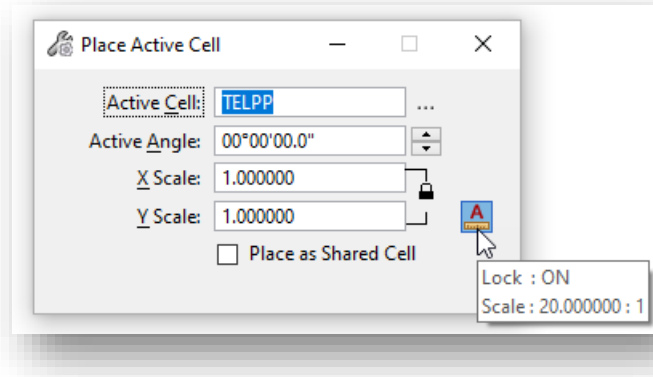 Place Active Cell
Active Cell: TELPP ...
Active Angle: 00°00'00.0"
X Scale: 1.000000
Y Scale: 1.000000
A
Place as Shared Cell
Lock : ON
Scale : 20.000000 : 1